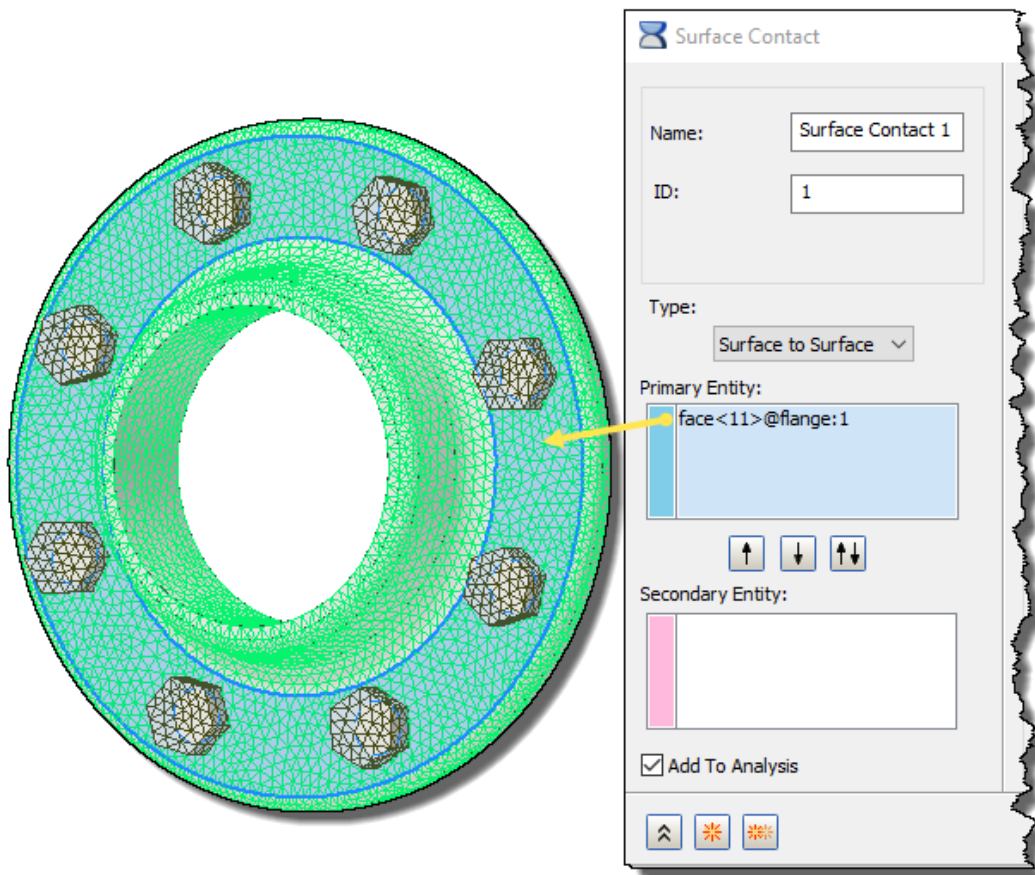 Surface Contact
Name:
Surface Contact 1
ID:
1
Type:
Surface to Surface
Primary Entity:
face<11>@flange:1
Secondary Entity:
Add To Analysis